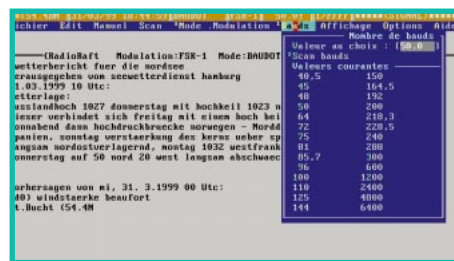 ichier Edit Manuel Scan *Mode .Modulation Affichage Options Aide
Nombre de bauds
(RadioRaft Modulation:FSK-1 Mode:BAUDOT
Valeur au choix : (50.0 )
*Scan bauds
Valeurs courantes
wetterbericht fuer die nordsee
erausgegeben vom seewetterdienst hamburg
1.03.1999 10 Utc:
etterlage:
usslandhoch 1027 donnerstag mit hochkeil 1023 n
ieser verbindet sich freitag mit einem hoch bei
onnabend dann hochdruckbruecke norwegen - Mordd
panien, sonntag verstaerkung des kerns ueber sp
angsam nordostverlagernd, montag 1032 westfrank
onnerstag auf 50 nord 20 west langsam abschwaec
orhersagen von mi, 31. 3.1999 00 Utc:
windstaerke beaufort
t.Bucht (54.4N
40,5 150
45 164,5
48 192
50 200
64 218,3
72 228,5
75 240
81 288
85,7 300
96 600
100 1200
110 2400
125 4800
144 6400